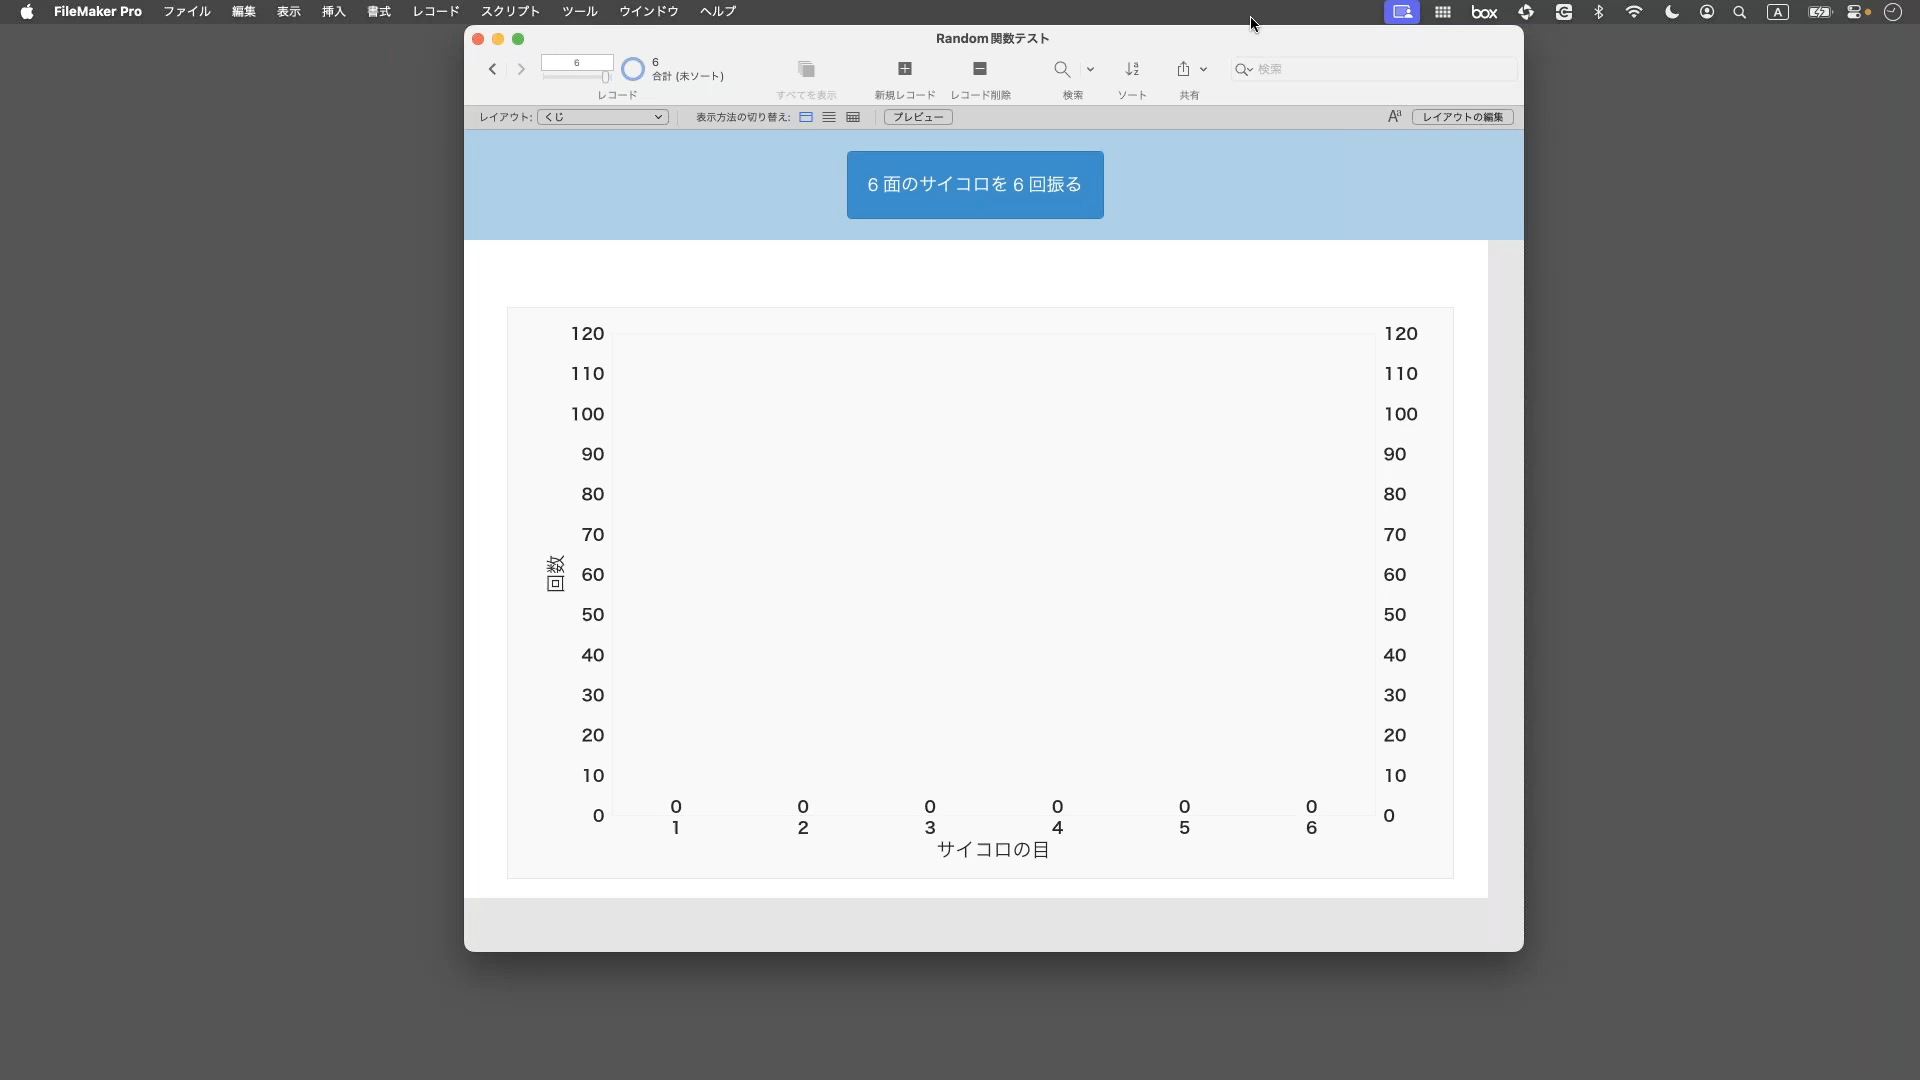 FileMaker Pro ファイル 編集 表示 挿入 書式 レコード スクリプト ツール ウインドウ ヘルプ box A
Random関数テスト
6 6
合計 (未ソート) 検索
レコード すべてを表示 新規レコード レコード削除 検索 ソート 共有
レイアウト: くじ 表示方法の切り替え: プレビュー Aª レイアウトの編集
6 面のサイコロを 6 回振る
120 120
110 110
100 100
90 90
80 80
70 70
60 60
回数
50 50
40 40
30 30
20 20
10 10
0 0 0 0 0 0
0 0
1 2 3 4 5 6
サイコロの目